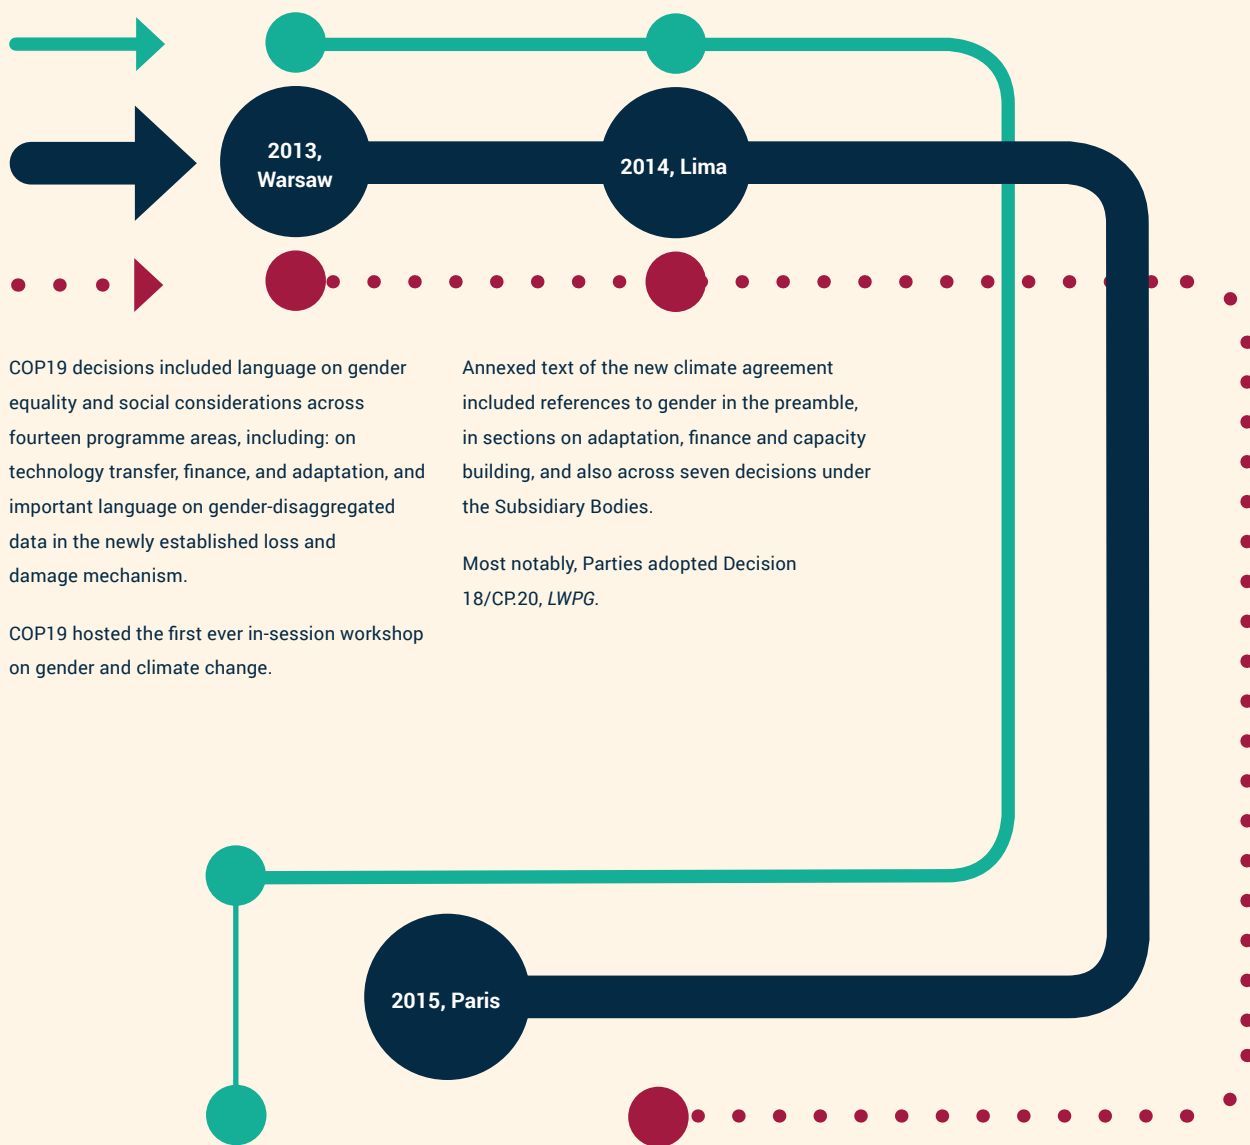 2013,
Warsaw
2014, Lima
COP19 decisions included language on gender
equality and social considerations across
fourteen programme areas, including: on
technology transfer, finance, and adaptation, and
important language on gender-disaggregated
data in the newly established loss and
damage mechanism.
COP19 hosted the first ever in-session workshop
on gender and climate change.
Annexed text of the new climate agreement
included references to gender in the preamble,
in sections on adaptation, finance and capacity
building, and also across seven decisions under
the Subsidiary Bodies.
Most notably, Parties adopted Decision
18/CP.20, LWPG.
2015, Paris